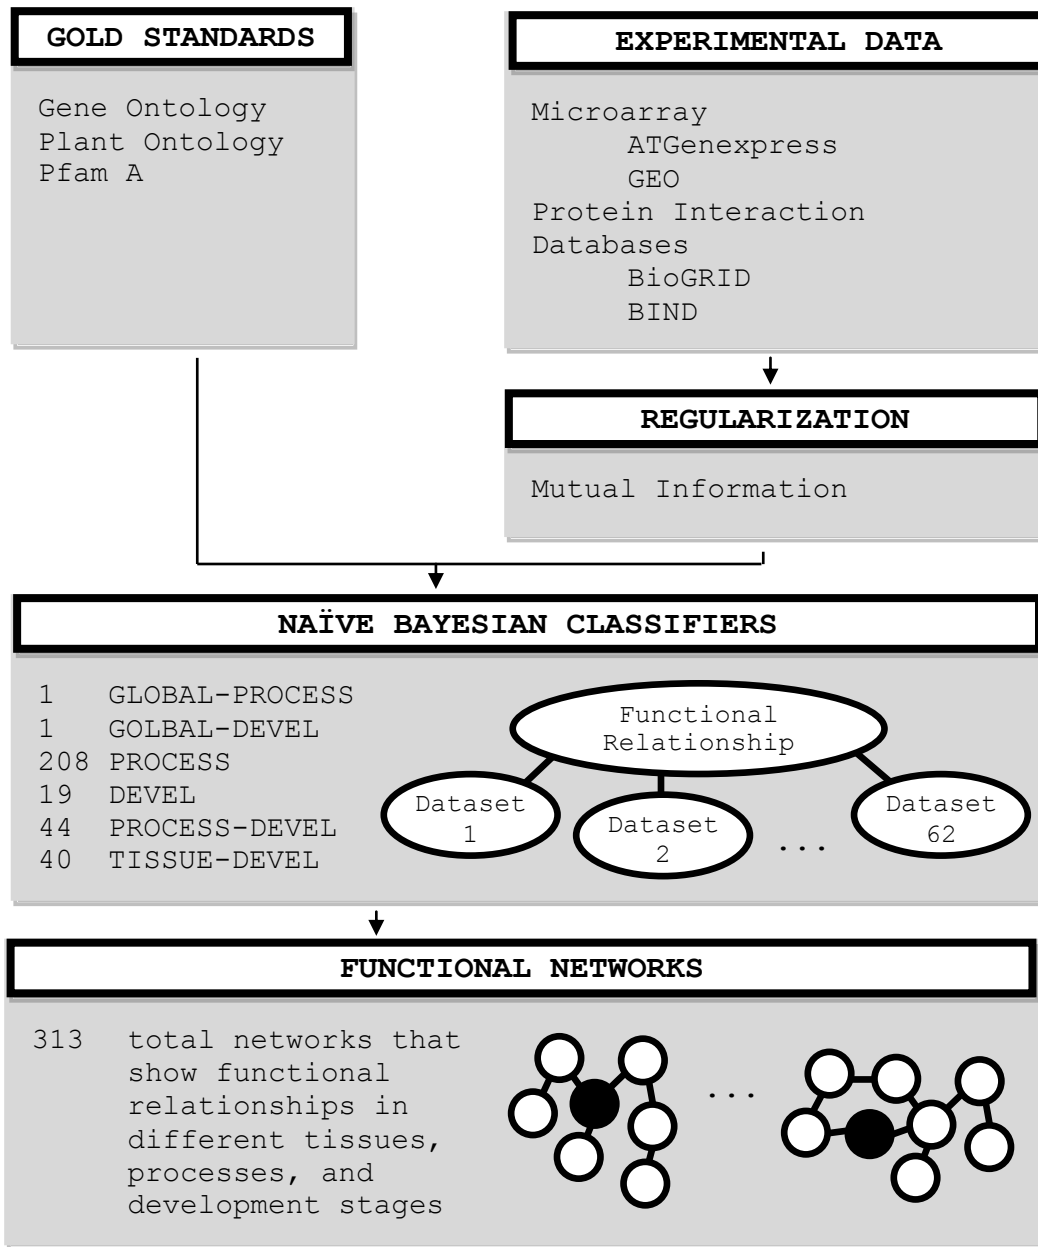 GOLD STANDARDS
Gene Ontology
Plant Ontology
Pfam A
EXPERIMENTAL DATA
Microarray
ATGenexpress
GEO
Protein Interaction
Databases
BioGRID
BIND
REGULARIZATION
Mutual Information
NAÏVE BAYESIAN CLASSIFIERS
1 GLOBAL-PROCESS
1 GOLBAL-DEVEL
208 PROCESS
19 DEVEL
44 PROCESS-DEVEL
40 TISSUE-DEVEL
Functional
Relationship
Dataset
1
Dataset
2
...
Dataset
62
FUNCTIONAL NETWORKS
313 total networks that
show functional
relationships in
different tissues,
processes, and
development stages
...